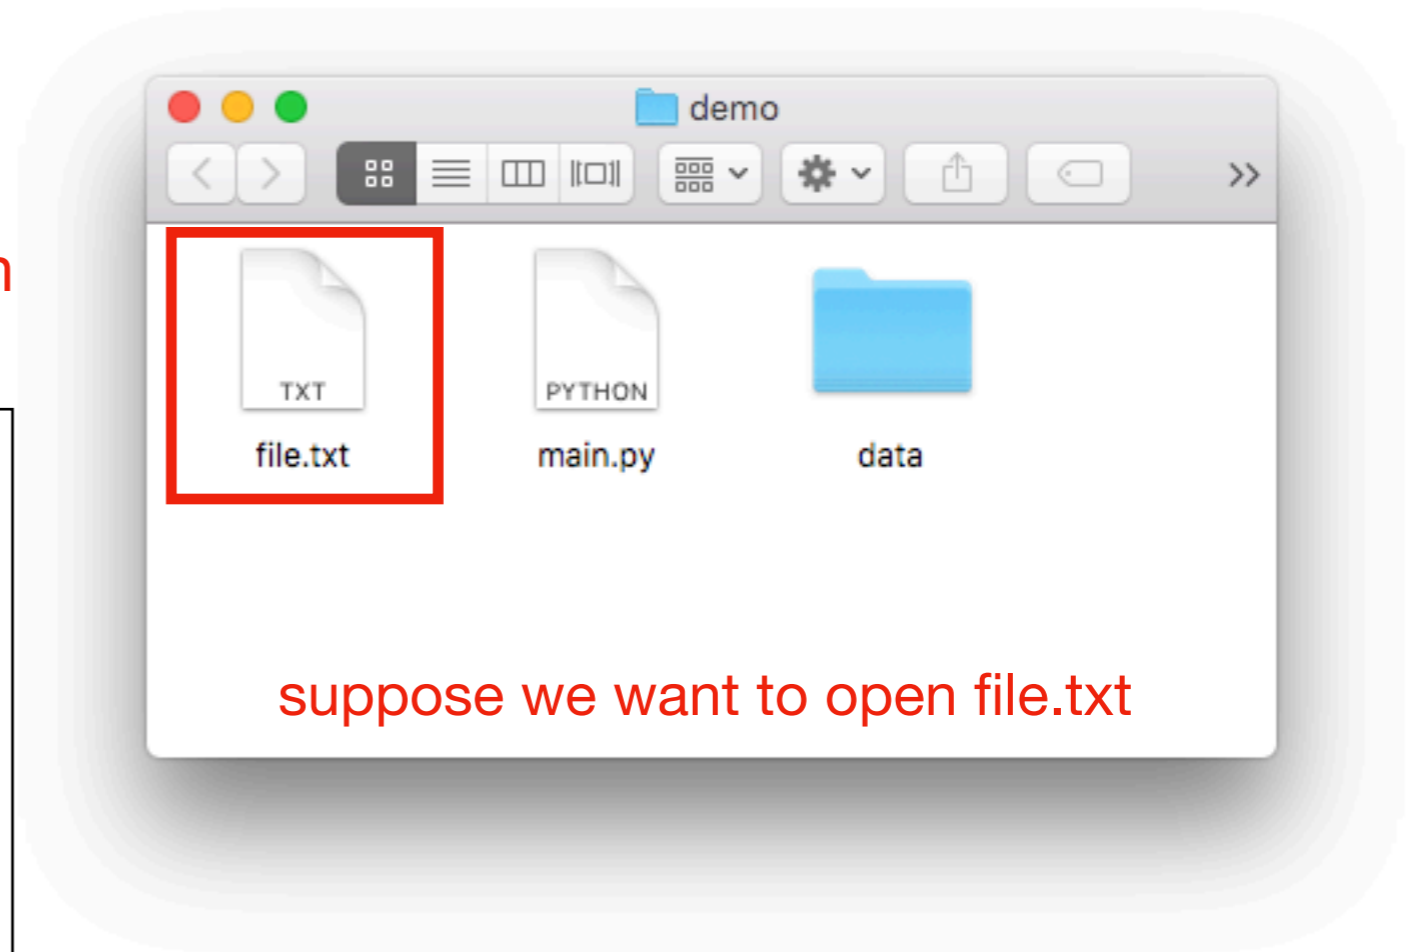 demo
TXT
PYTHON
file.txt
main.py
data
suppose we want to open file.txt